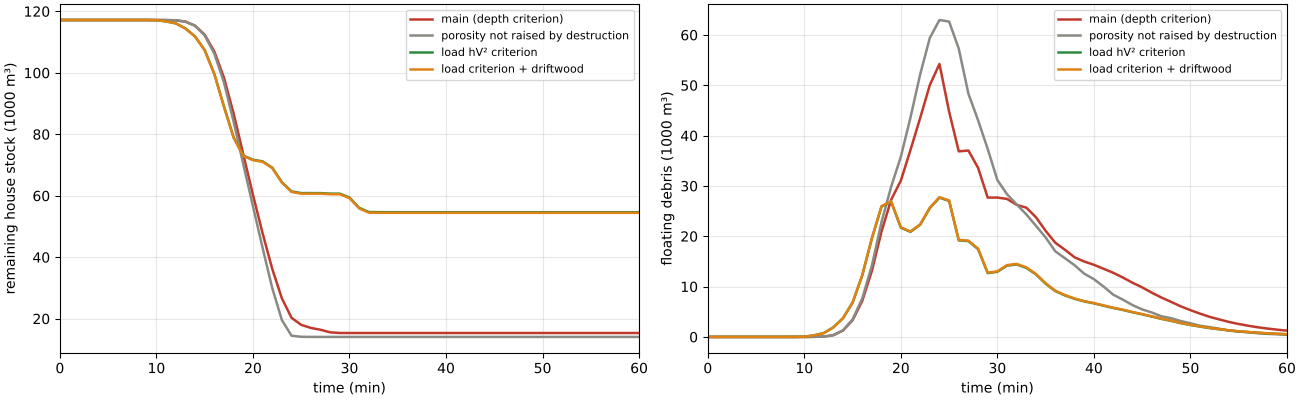 main (depth criterion)
porosity not raised by destruction
load hV² criterion
load criterion + driftwood
remaining house stock (1000 m³)
120
100
80
60
40
20
0
10
20
30
40
50
60
time (min)
main (depth criterion)
porosity not raised by destruction
load hV² criterion
load criterion + driftwood
floating debris (1000 m³)
60
50
40
30
20
10
0
0
10
20
30
40
50
60
time (min)